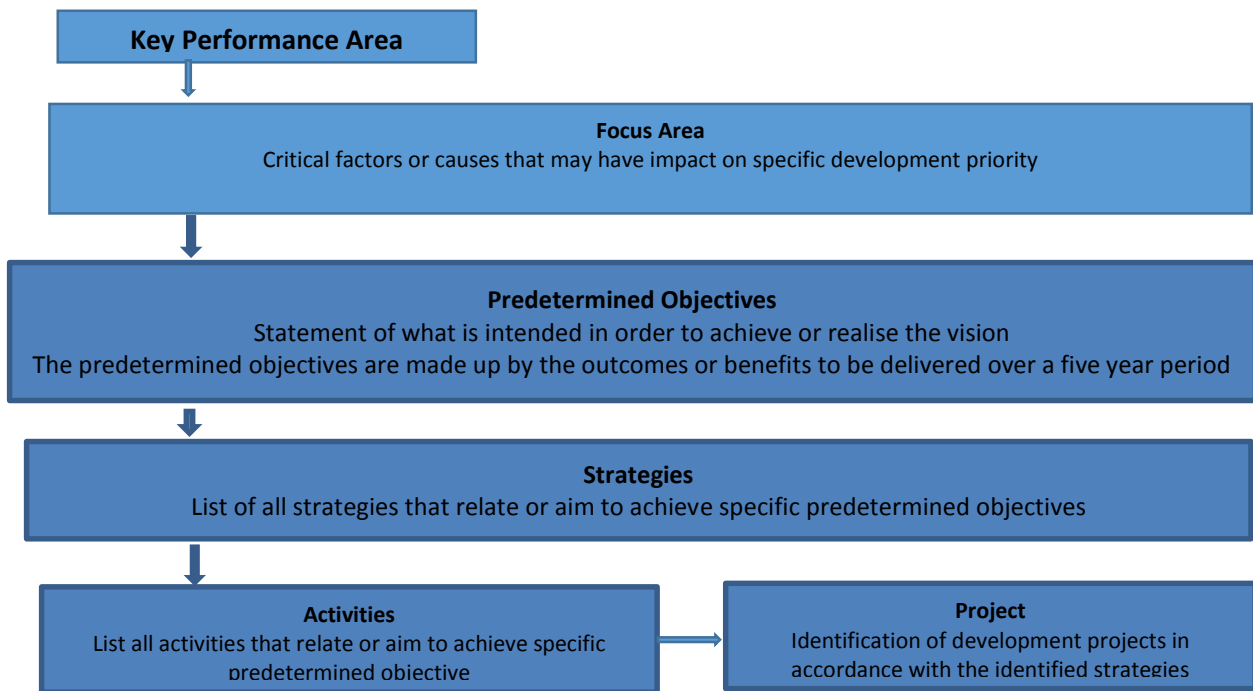 Key Performance Area
Focus Area
Critical factors or causes that may have impact on specific development priority
Predetermined Objectives
Statement of what is intended in order to achieve or realise the vision
The predetermined objectives are made up by the outcomes or benefits to be delivered over a five year period
Strategies
List of all strategies that relate or aim to achieve specific predetermined objectives
Activities
List all activities that relate or aim to achieve specific
predetermined objective
Project
Identification of development projects in
accordance with the identified strategies